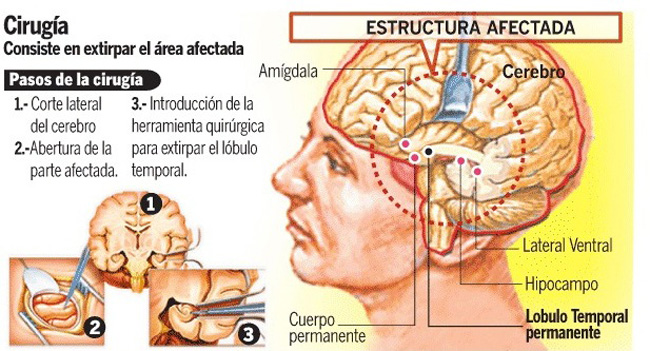 Cirugía
Consiste en extirpar el área afectada
Pasos de la cirugía
1.- Corte lateral
del cerebro
2.-Abertura de la
parte afectada.
3.- Introducción de la
herramienta quirúrgica
para extirpar el lóbulo
temporal.
1
2
3
ESTRUCTURA AFECTADA
Amígdala
Cerebro
Lateral Ventral
Hipocampo
Lobulo Temporal
permanente
Cuerpo
permanente